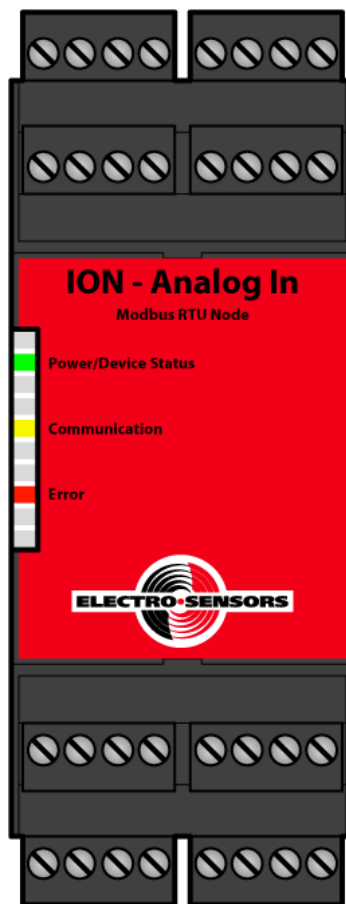 ION - Analog In
Modbus RTU Node
Power/Device Status
Communication
Error
ELECTRO·SENSORS